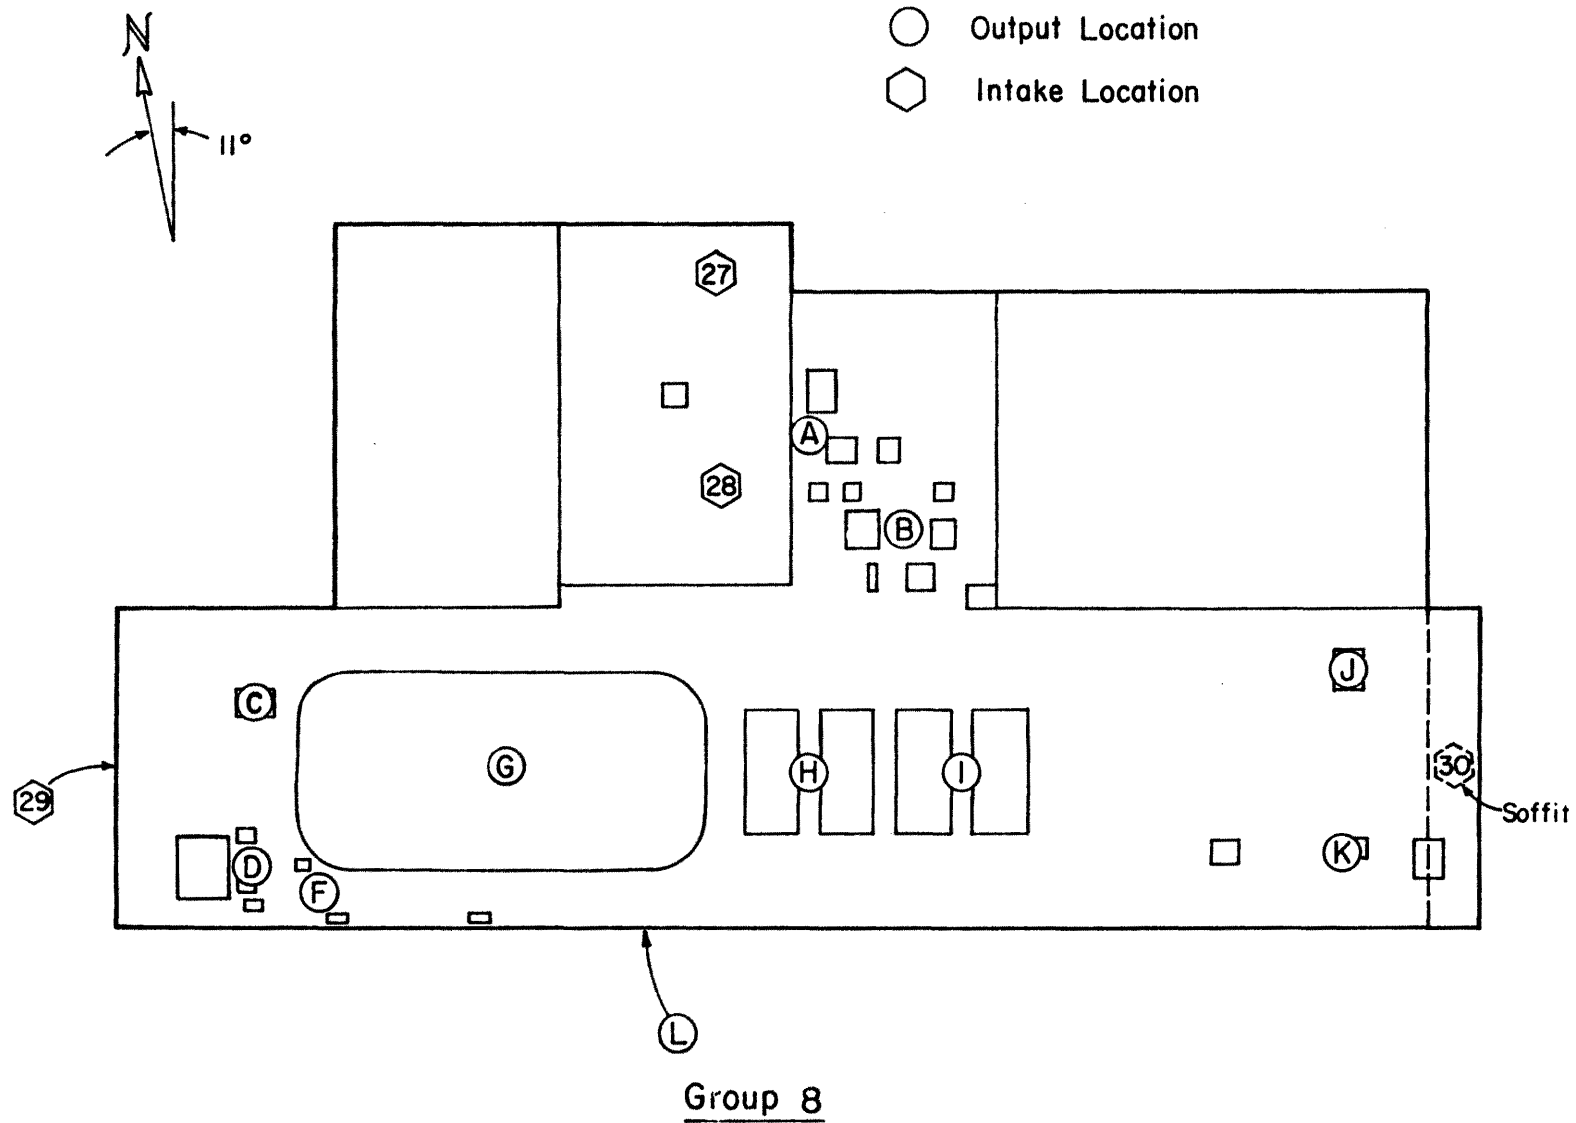 N
11°
Output Location
Intake Location
27
A
28
B
C
J
G
H
I
30
29
Soffit
D
F
K
L
Group 8